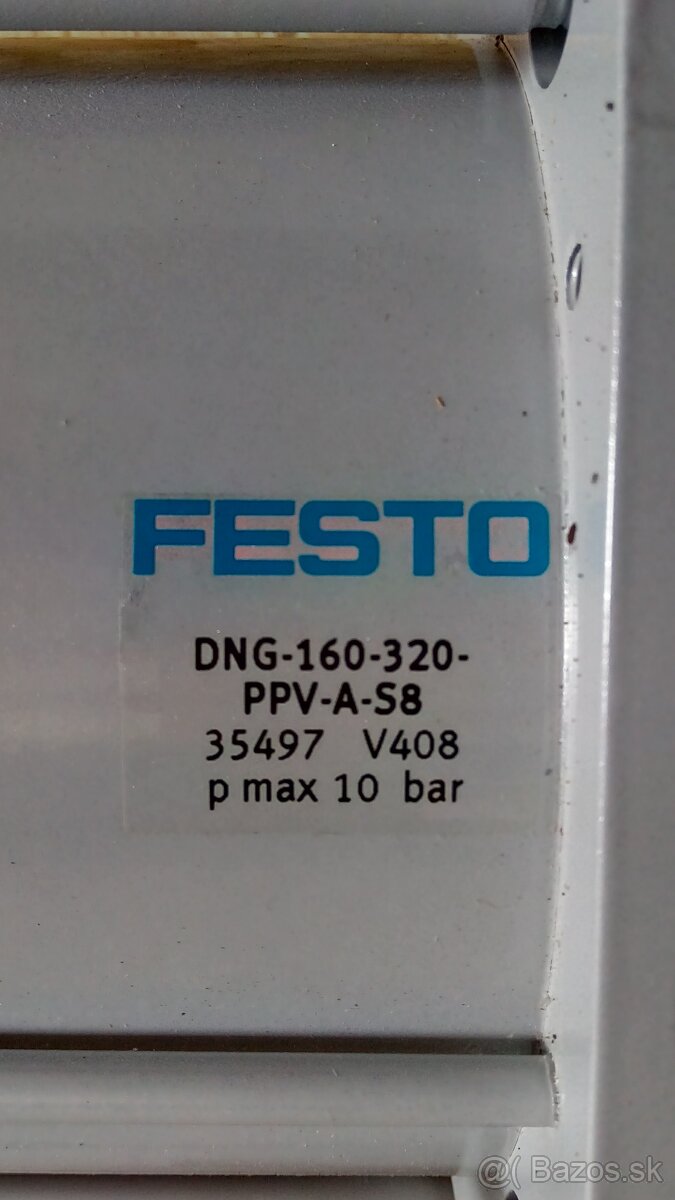 FESTO
DNG-160-320-
PPV-A-S8
35497 V408
p max 10 bar
@( Bazos.sk